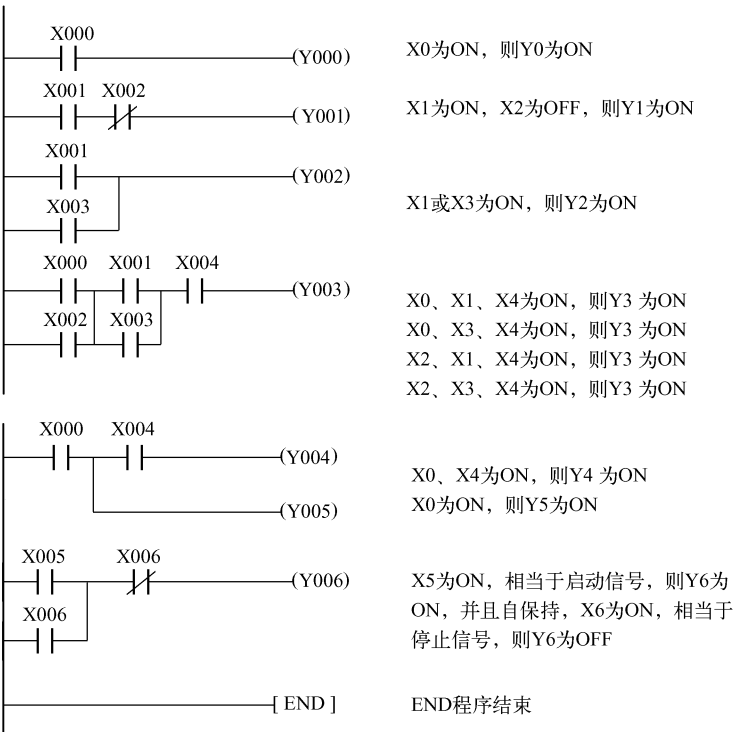 X000
(Y000)
X0为ON，则Y0为ON
X001 X002
(Y001)
X1为ON，X2为OFF，则Y1为ON
X001
(Y002)
X003
X1或X3为ON，则Y2为ON
X000 X001 X004
(Y003)
X002 X003
X0、X1、X4为ON，则Y3 为ON
X0、X3、X4为ON，则Y3 为ON
X2、X1、X4为ON，则Y3 为ON
X2、X3、X4为ON，则Y3 为ON
X000 X004
(Y004)
(Y005)
X0、X4为ON，则Y4 为ON
X0为ON，则Y5为ON
X005 X006
(Y006)
X006
X5为ON，相当于启动信号，则Y6为
ON，并且自保持，X6为ON，相当于
停止信号，则Y6为OFF
[ END ]
END程序结束